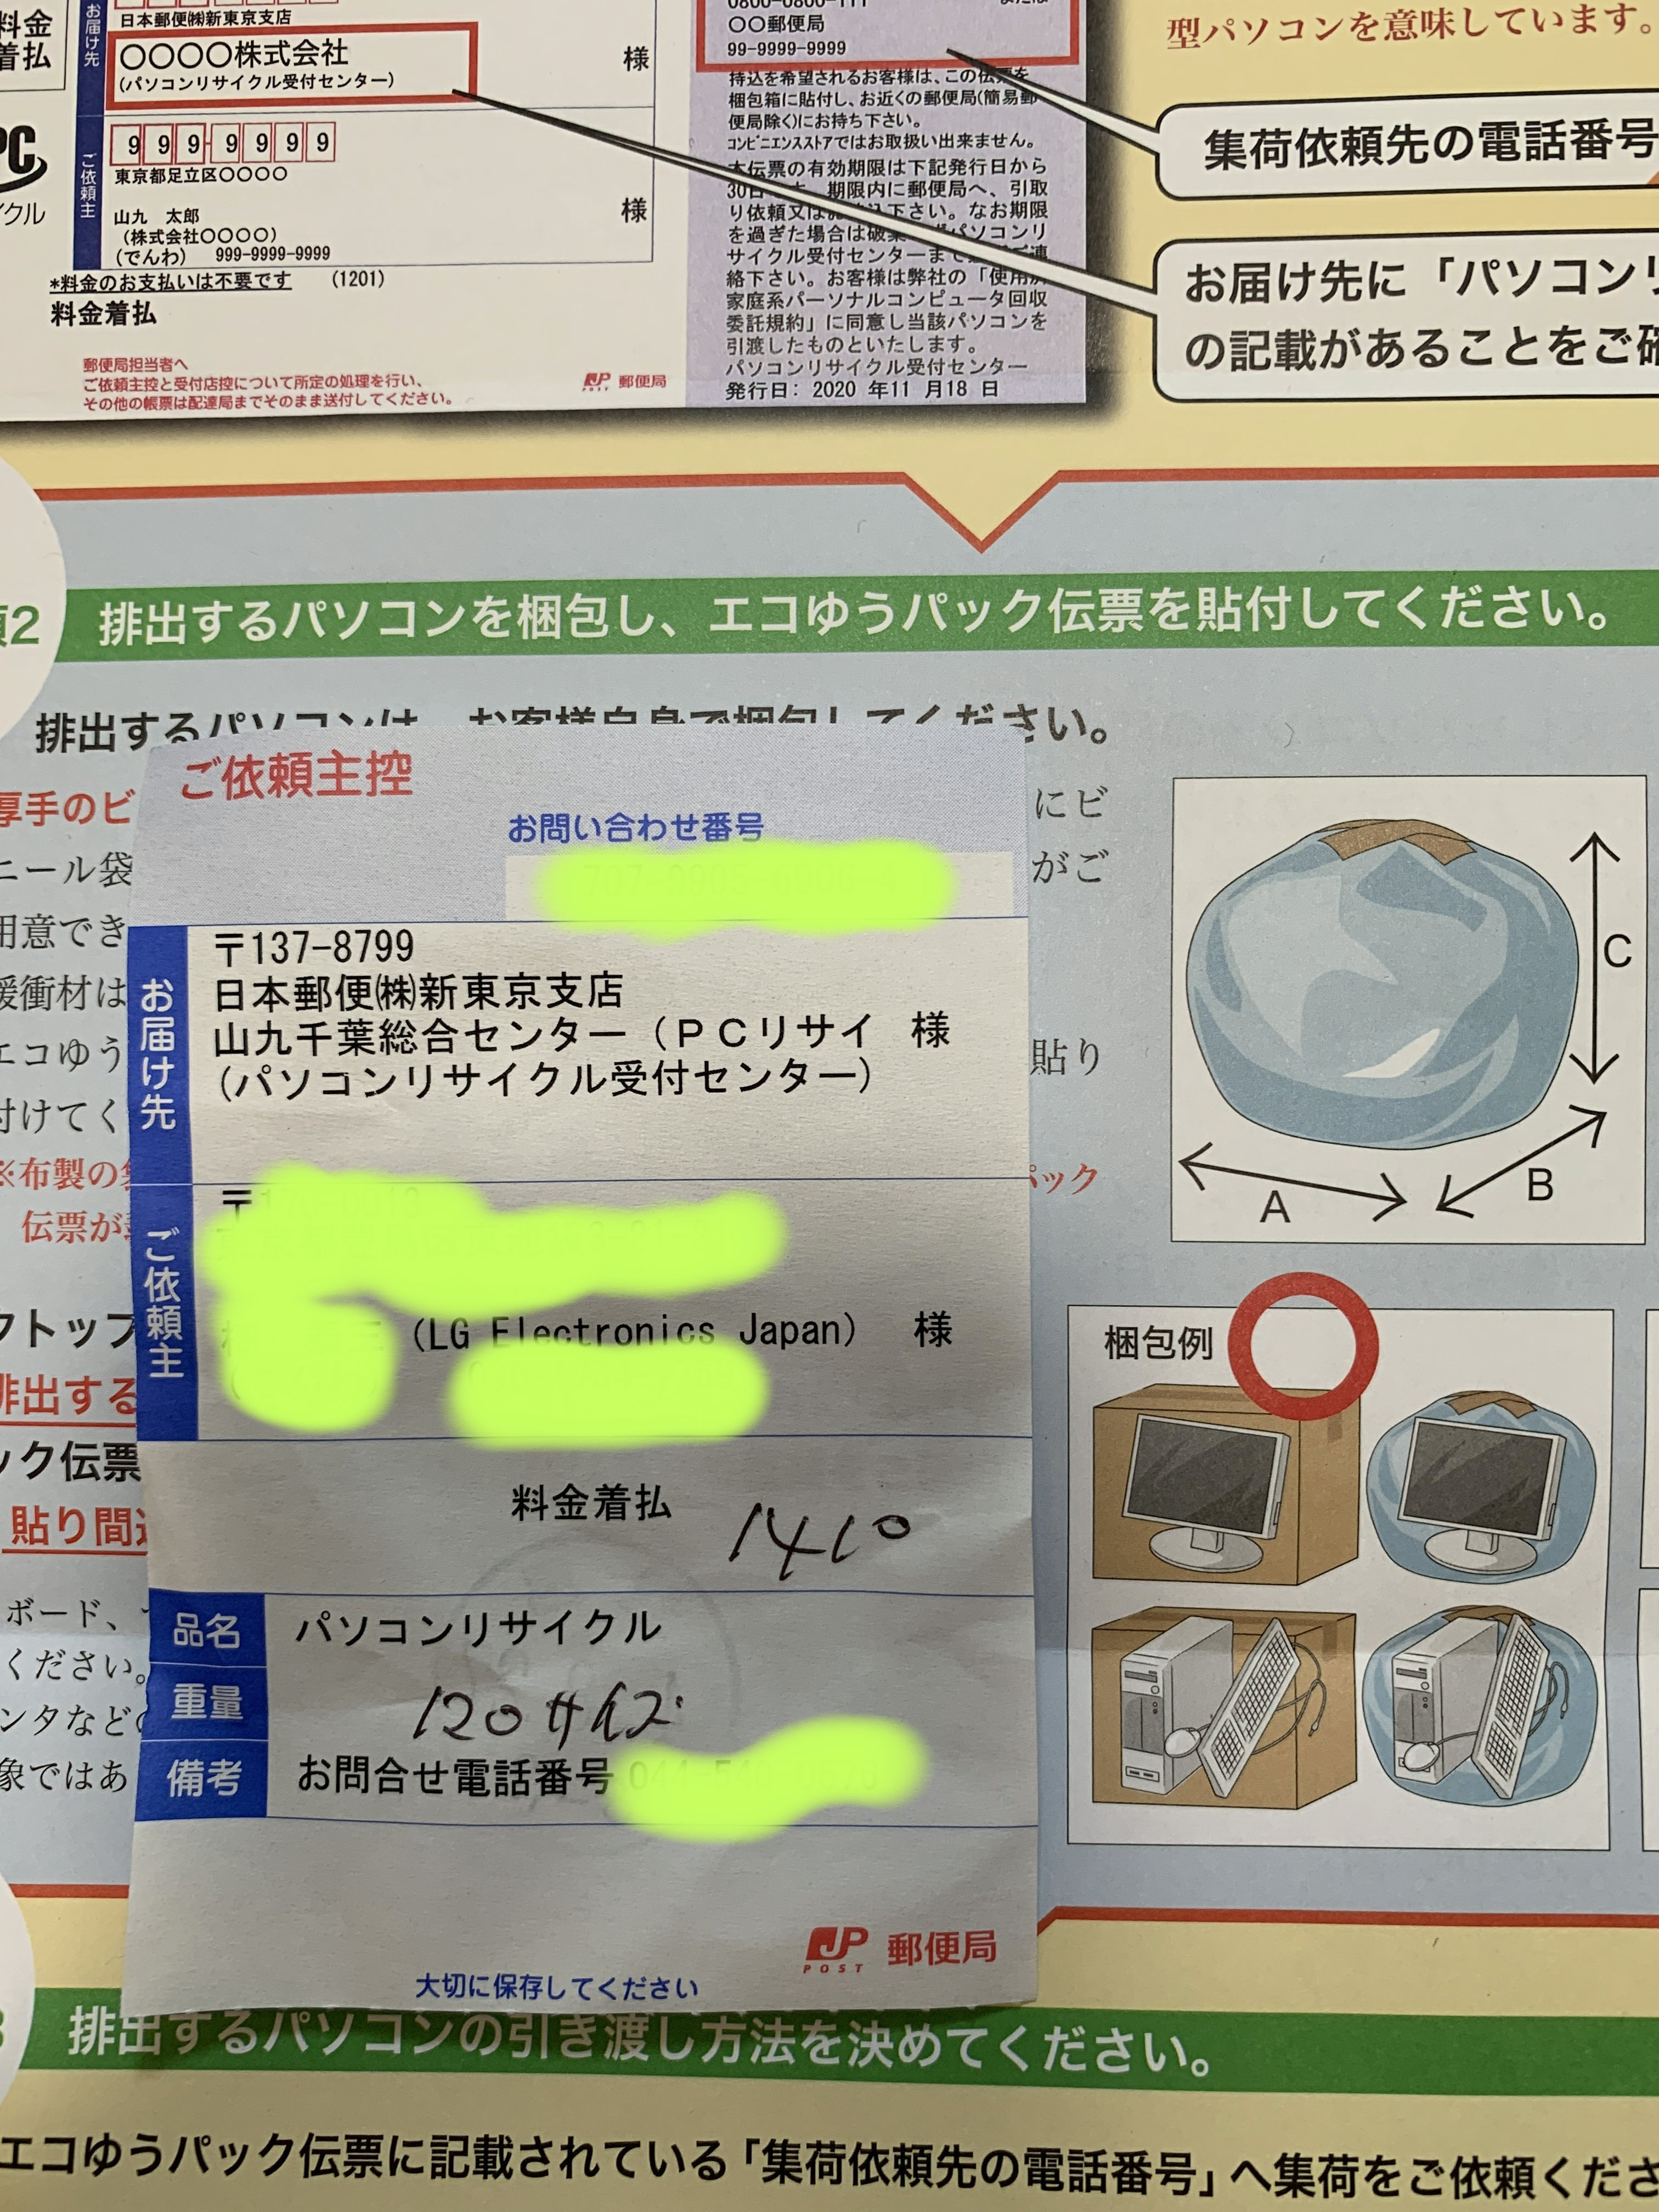 料金
着払
お届け先
日本郵便㈱新東京支店
〇〇〇〇株式会社
(パソコンリサイクル受付センター)
様
PC
イクル
ご依頼主
999-9999
東京都足立区〇〇〇〇
山九 太郎
(株式会社〇〇〇〇)
(でんわ) 999-9999-9999
様
*料金のお支払いは不要です (1201)
料金着払
郵便局担当者へ
ご依頼主控と受付店控について所定の処理を行い、
その他の帳票は配達局までそのまま送付してください。
JP POST 郵便局
〇〇郵便局
99-9999-9999
持込を希望されるお客様は、この伝票を
梱包箱に貼付し、お近くの郵便局(簡易郵
便局除く)にお持ち下さい。
コンビニエンスストアではお取扱い出来ません。
本伝票の有効期限は下記発行日から
30日 期限内に郵便局へ、引取
り依頼又は 下さい。なお期限
を過ぎた場合は破棄 パソコンリ
サイクル受付センターま 連
絡下さい。お客様は弊社の「使用済
家庭系パーソナルコンピュータ回収
委託規約」に同意し当該パソコンを
引渡したものといたします。
パソコンリサイクル受付センター
発行日: 2020 年11 月18 日
型パソコンを意味しています。
集荷依頼先の電話番号
お届け先に「パソコンリ
の記載があることをご確
2
排出するパソコンを梱包し、エコゆうパック伝票を貼付してください。
排出するパソコンは、お客様自身で梱包してください。
厚手のビ
にビ
ニール袋
がご
用意でき
緩衝材は
エコゆう
貼り
付けてく
※布製の
パック
伝票が
クトップ
排出する
ック伝票
貼り間違
ボード、
ください。
ンタなど
象ではあ
ご依頼主控
お問い合わせ番号
お届け先
〒137-8799
日本郵便㈱新東京支店
山九千葉総合センター(PCリサイ 様
(パソコンリサイクル受付センター)
ご依頼主
〒
(LG Electronics Japan) 様
料金着払 1410
品名 パソコンリサイクル
重量 120サイズ
備考 お問合せ電話番号
JP POST 郵便局
大切に保存してください
A
B
C
梱包例
3
排出するパソコンの引き渡し方法を決めてください。
エコゆうパック伝票に記載されている「集荷依頼先の電話番号」へ集荷をご依頼くださ